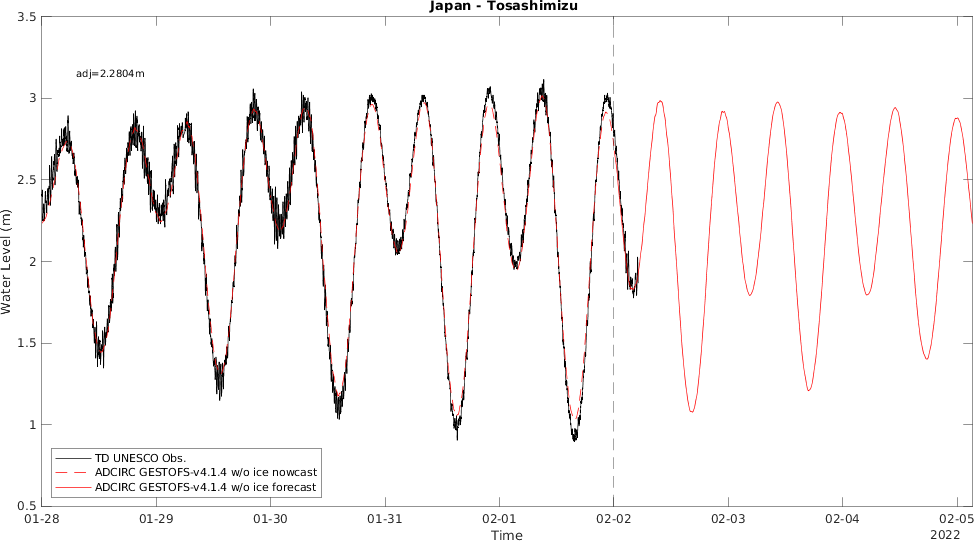 Japan - Tosashimizu
3.5
adj=2.2804m
3
2.5
2
1.5
1
0.5
Water Level (m)
TD UNESCO Obs.
ADCIRC GESTOFS-v4.1.4 w/o ice nowcast
ADCIRC GESTOFS-v4.1.4 w/o ice forecast
01-28 01-29 01-30 01-31 02-01 02-02 02-03 02-04 02-05
Time 2022